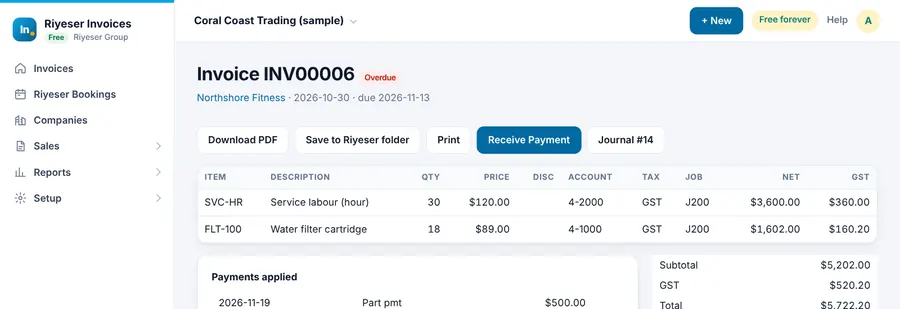 In
Riyeser Invoices
Free Riyeser Group
Invoices
Riyeser Bookings
Companies
Sales
Reports
Setup
Coral Coast Trading (sample)
+ New
Free forever
Help
A
Invoice INV00006 Overdue
Northshore Fitness · 2026-10-30 · due 2026-11-13
Download PDF Save to Riyeser folder Print Receive Payment Journal #14
ITEM DESCRIPTION QTY PRICE DISC ACCOUNT TAX JOB NET GST
SVC-HR Service labour (hour) 30 $120.00 4-2000 GST J200 $3,600.00 $360.00
FLT-100 Water filter cartridge 18 $89.00 4-1000 GST J200 $1,602.00 $160.20
Payments applied
2026-11-19 Part pmt $500.00
Subtotal $5,202.00
GST $520.20
Total $5,722.20